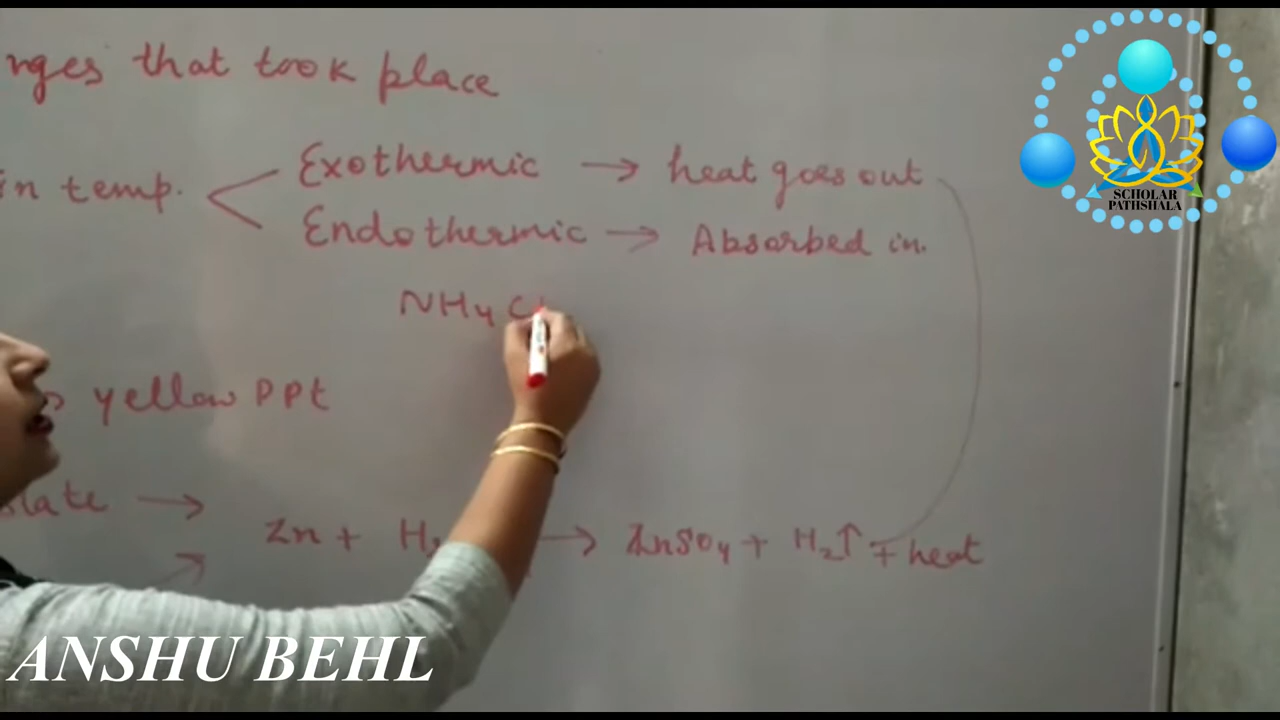 nges that took place
in temp. Exothermic → heat goes out
Endothermic → Absorbed in.
NH4 C
yellow PPt
late →
Zn + H2 → ZnSO4 + H2↑ + heat
SCHOLAR
PATHSHALA
ANSHU BEHL